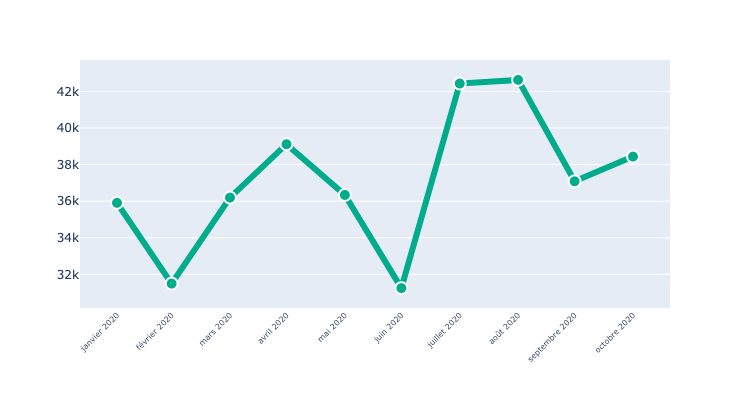 42k
40k
38k
36k
34k
32k
janvier 2020
février 2020
mars 2020
avril 2020
mai 2020
juin 2020
juillet 2020
août 2020
septembre 2020
octobre 2020